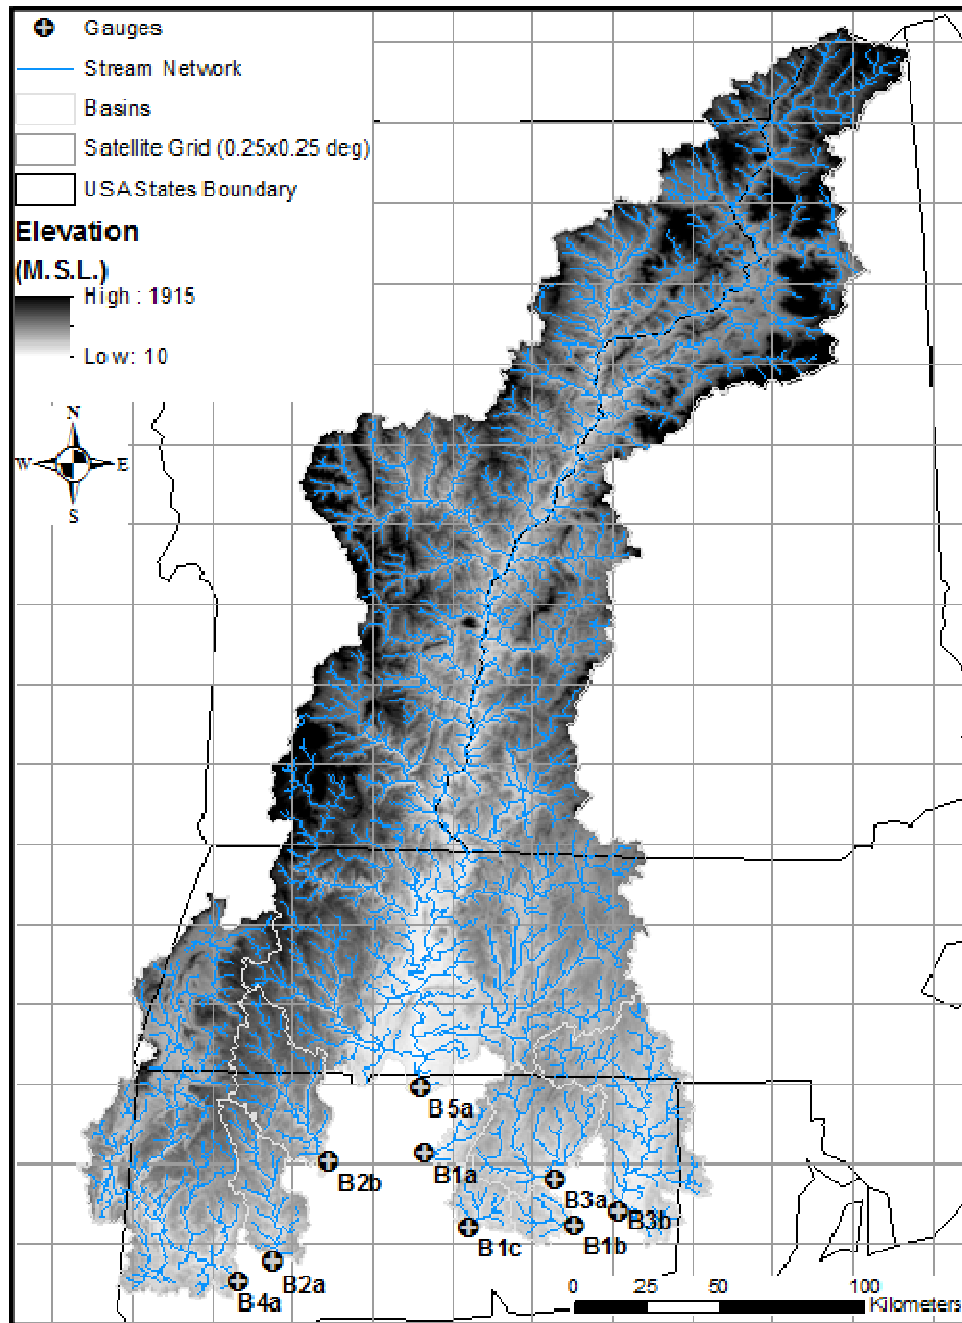 Gauges
Stream Network
Basins
Satellite Grid (0.25x0.25 deg)
USA States Boundary
Elevation
(M.S.L.)
High : 1915
Low: 10
N
W E
S
B5a
B1a
B2b
B3a
B3b
B1c
B1b
B2a
B4a
0 25 50 100
Kilometers